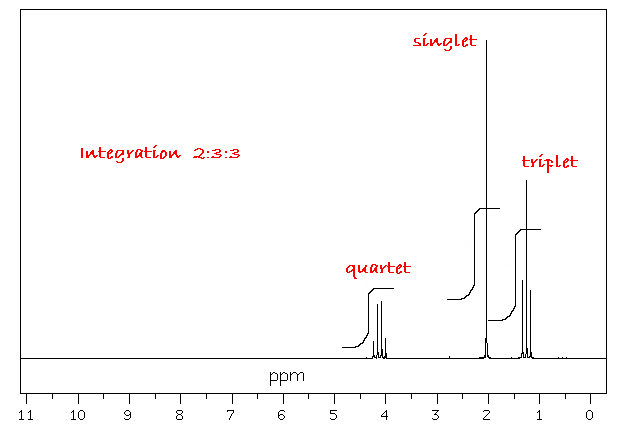 singlet
Integration 2:3:3
triplet
quartet
ppm
11 10 9 8 7 6 5 4 3 2 1 0